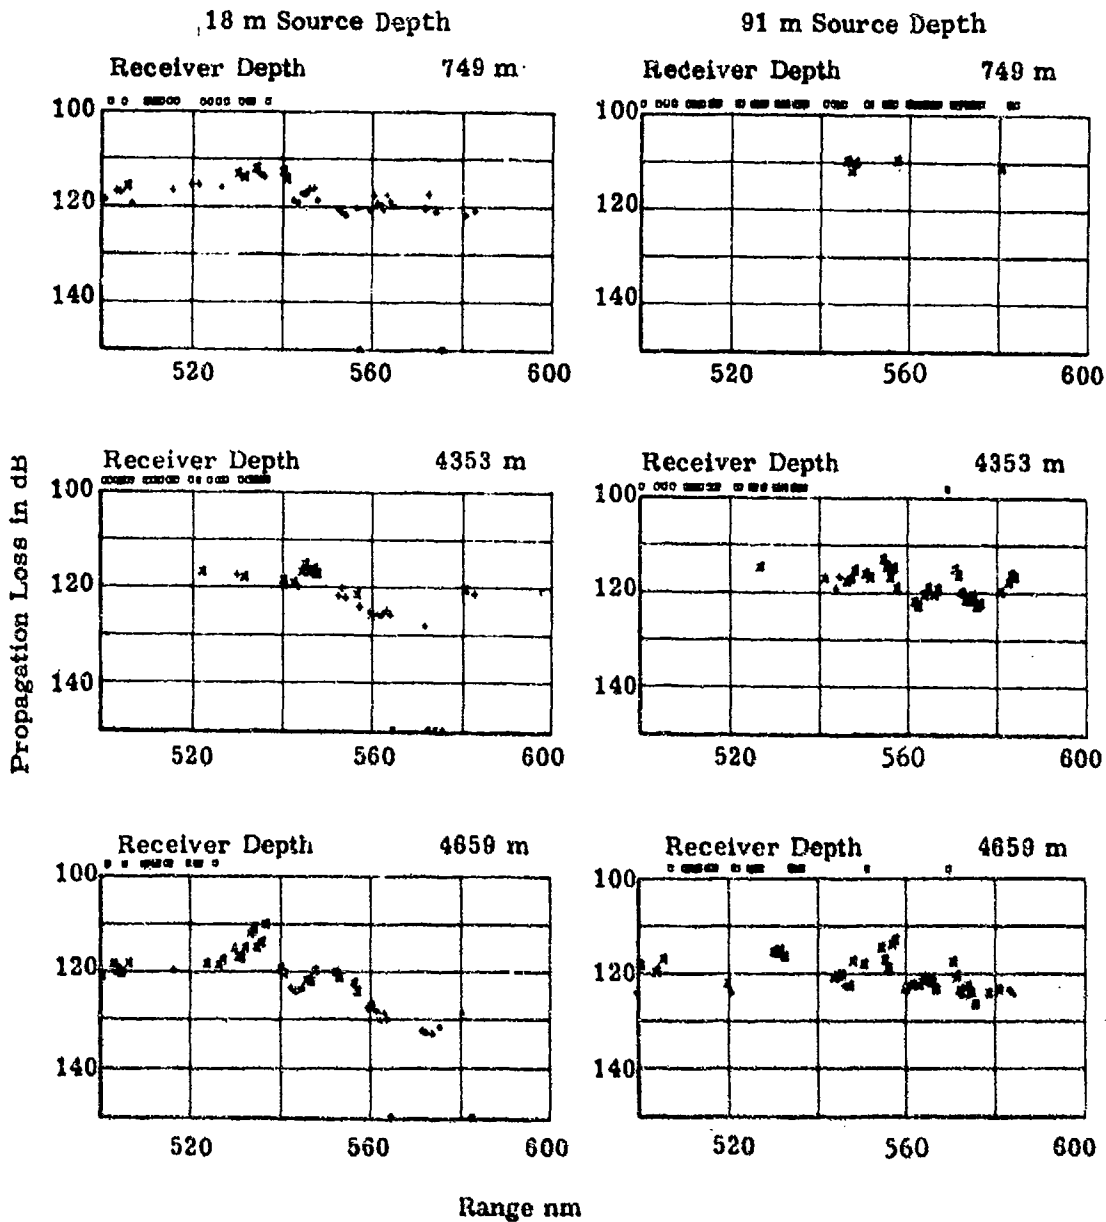 18 m Source Depth
91 m Source Depth
Receiver Depth 749 m
100
120
140
520 560 600
Receiver Depth 749 m
100
120
140
520 560 600
Propagation Loss in dB
Receiver Depth 4353 m
100
120
140
520 560 600
Receiver Depth 4353 m
100
120
140
520 560 600
Receiver Depth 4659 m
100
120
140
520 560 600
Receiver Depth 4659 m
100
120
140
520 560 600
Range nm